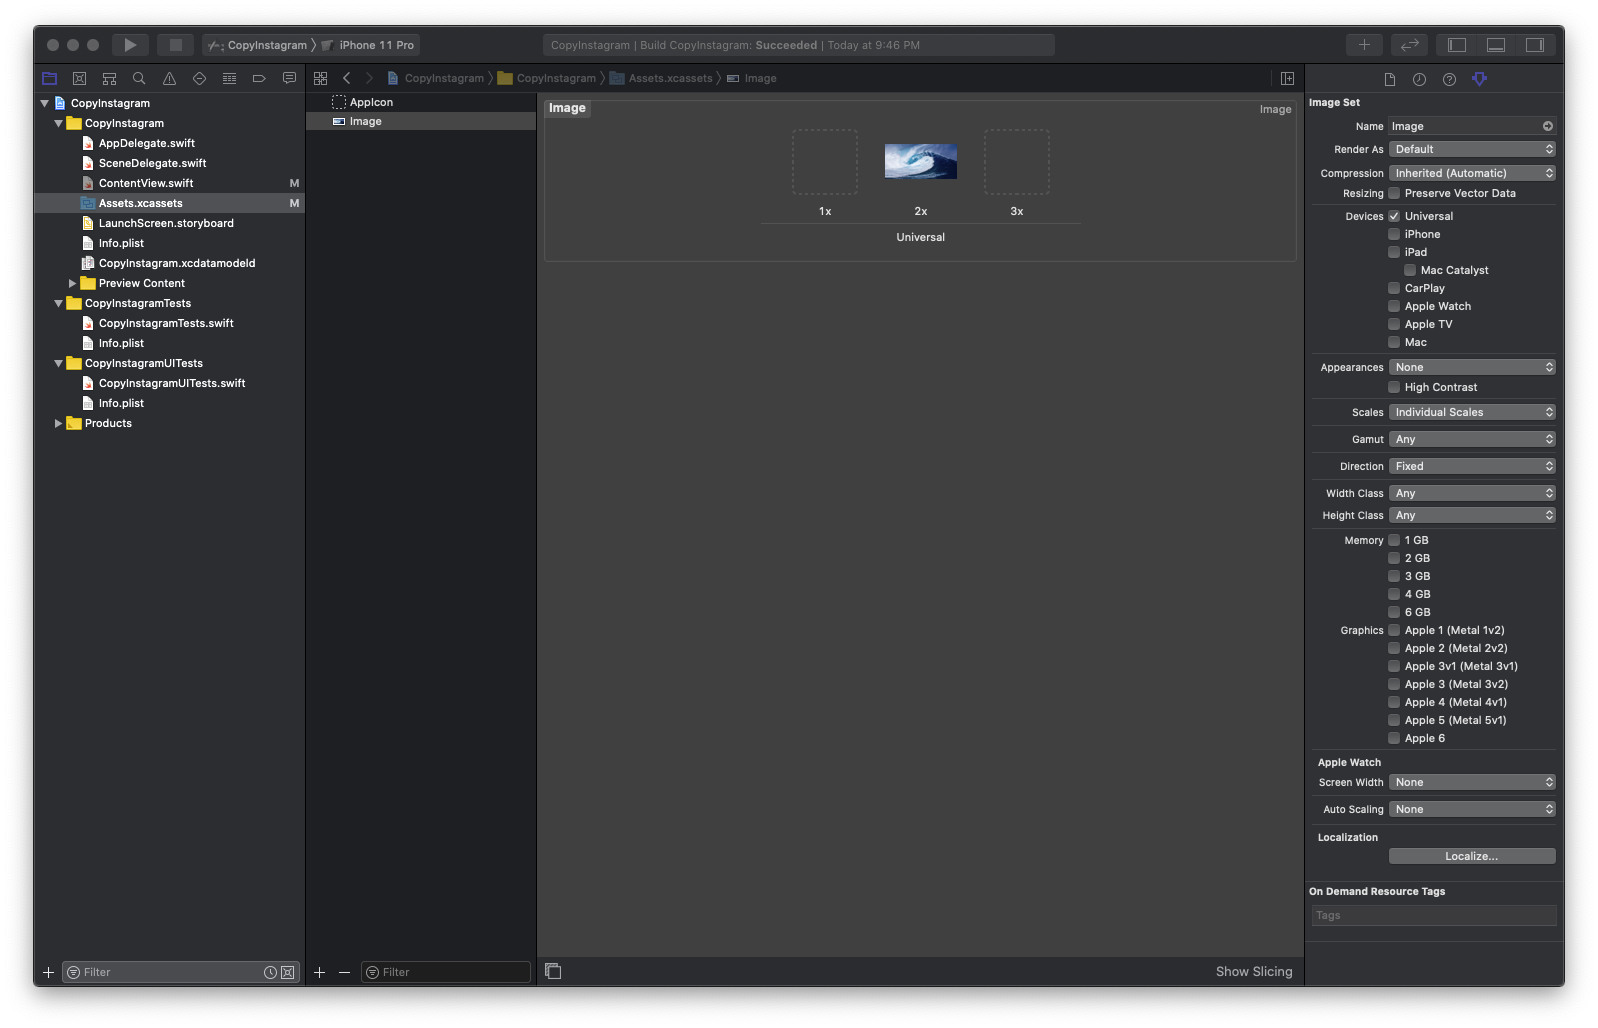 CopyInstagram iPhone 11 Pro
CopyInstagram | Build CopyInstagram: Succeeded | Today at 9:46 PM
CopyInstagram CopyInstagram Assets.xcassets Image
CopyInstagram
CopyInstagram
AppDelegate.swift
SceneDelegate.swift
ContentView.swift M
Assets.xcassets M
LaunchScreen.storyboard
Info.plist
CopyInstagram.xcdatamodeld
Preview Content
CopyInstagramTests
CopyInstagramTests.swift
Info.plist
CopyInstagramUITests
CopyInstagramUITests.swift
Info.plist
Products
Filter
AppIcon
Image
Filter
Image Image
1x 2x 3x
Universal
Show Slicing
Image Set
Name Image
Render As Default
Compression Inherited (Automatic)
Resizing Preserve Vector Data
Devices Universal
iPhone
iPad
Mac Catalyst
CarPlay
Apple Watch
Apple TV
Mac
Appearances None
High Contrast
Scales Individual Scales
Gamut Any
Direction Fixed
Width Class Any
Height Class Any
Memory 1 GB
2 GB
3 GB
4 GB
6 GB
Graphics Apple 1 (Metal 1v2)
Apple 2 (Metal 2v2)
Apple 3v1 (Metal 3v1)
Apple 3 (Metal 3v2)
Apple 4 (Metal 4v1)
Apple 5 (Metal 5v1)
Apple 6
Apple Watch
Screen Width None
Auto Scaling None
Localization
Localize...
On Demand Resource Tags
Tags